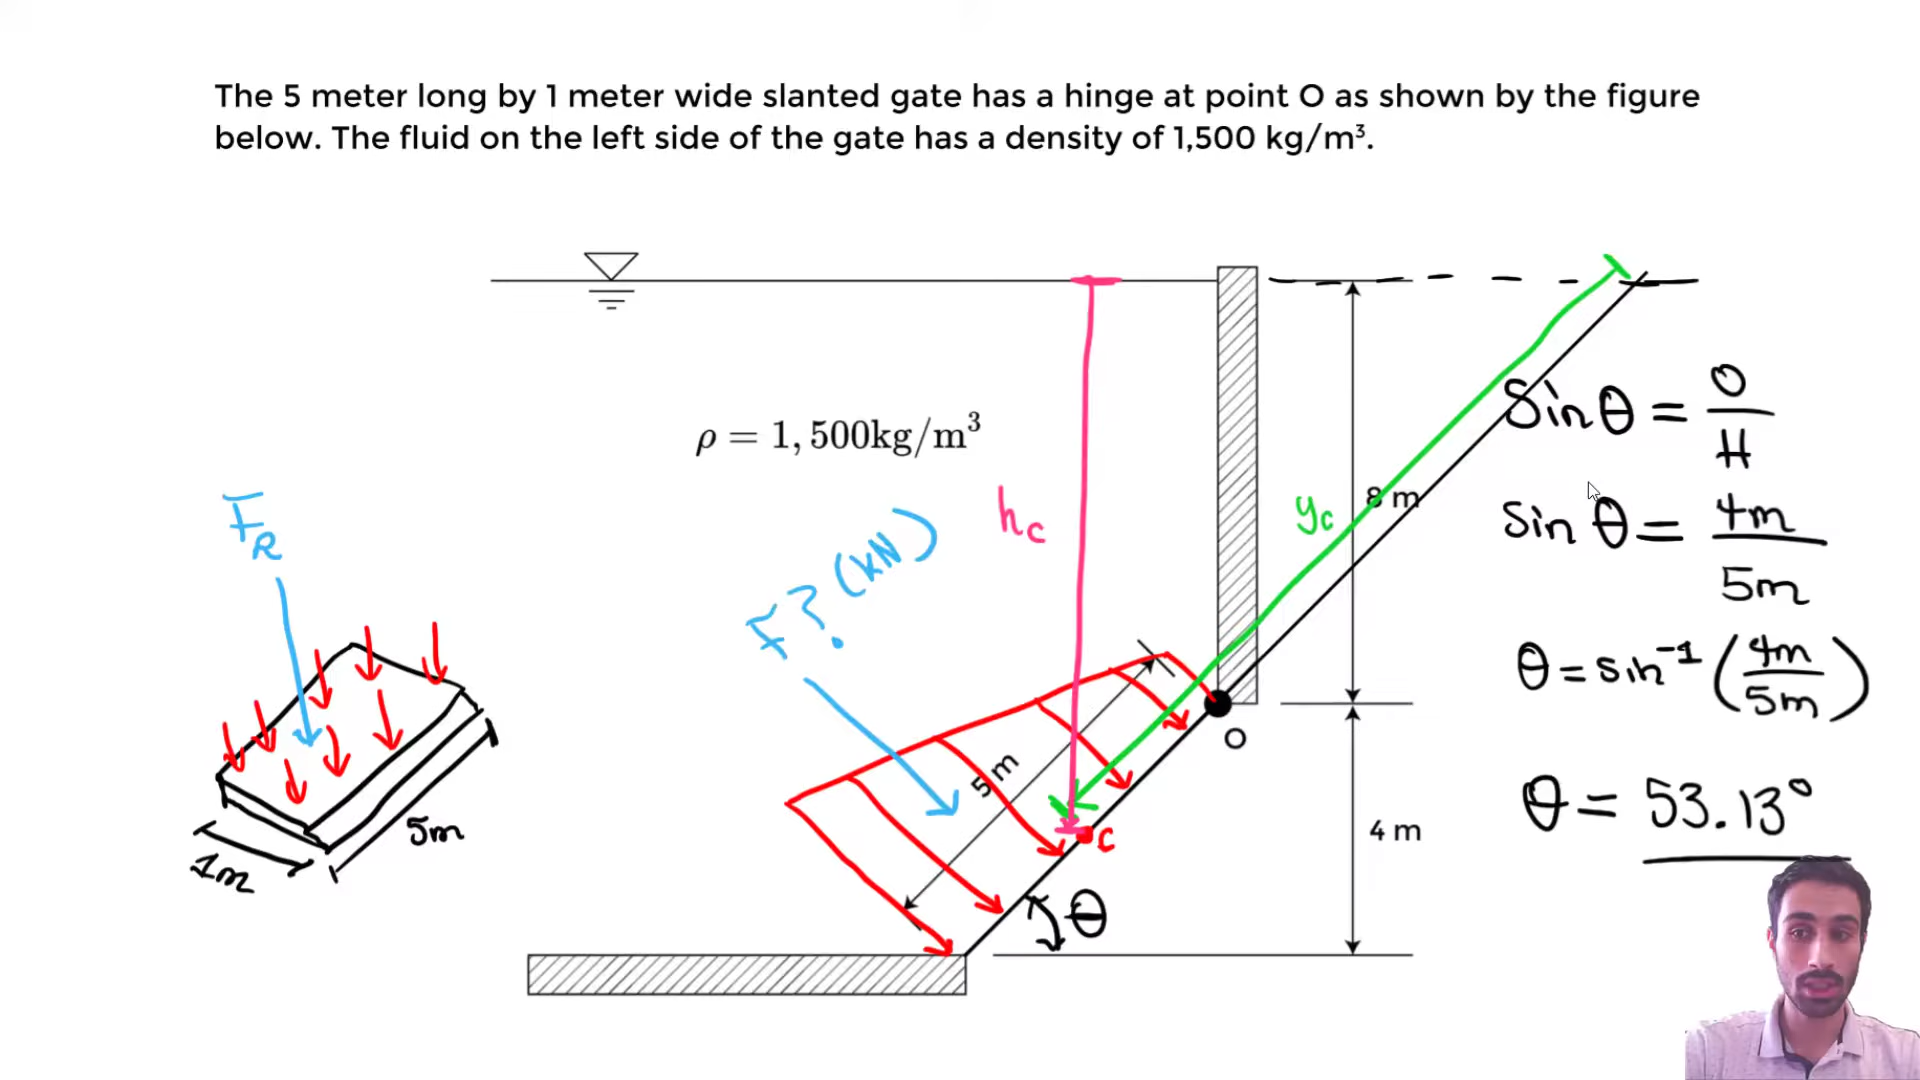 The 5 meter long by 1 meter wide slanted gate has a hinge at point O as shown by the figure
below. The fluid on the left side of the gate has a density of 1,500 kg/m³.
ρ = 1,500kg/m³
F_R
1m
5m
F? (kN)
h_c
y_c
8 m
5 m
O
c
4 m
θ
Sinθ = O/H
Sin θ = 4m/5m
θ = sin⁻¹ (4m/5m)
θ = 53.13°